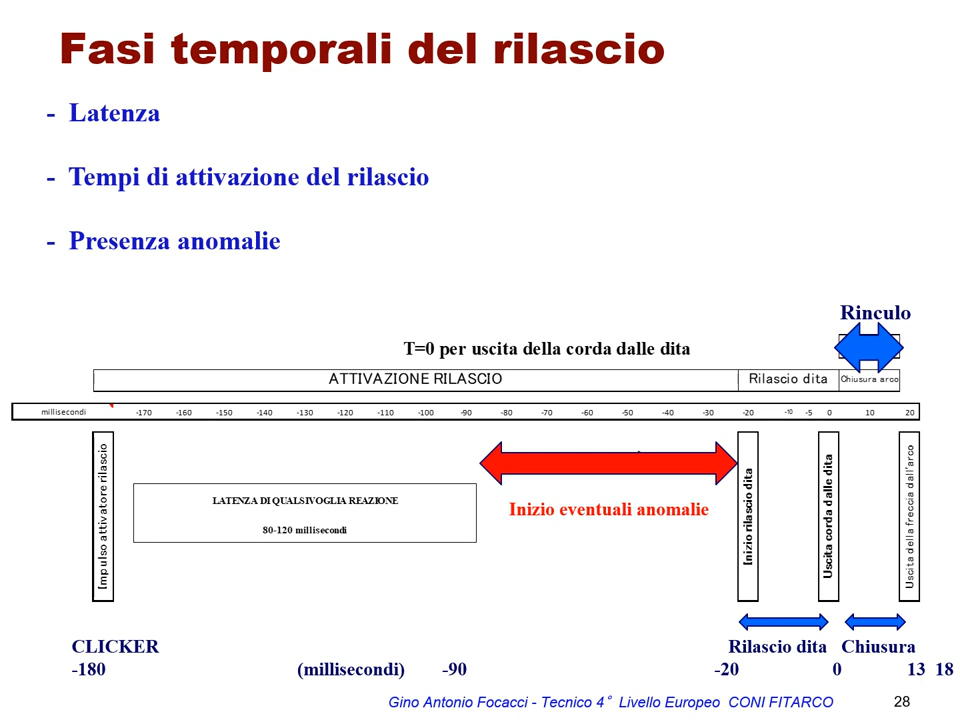 Fasi temporali del rilascio
- Latenza
- Tempi di attivazione del rilascio
- Presenza anomalie
Rinculo
T=0 per uscita della corda dalle dita
ATTIVAZIONE RILASCIO
Rilascio dita
Chiusura arco
millisecondi -170 -160 -150 -140 -130 -120 -110 -100 -90 -80 -70 -60 -50 -40 -30 -20 -10 -5 0 10 20
Impulso attivatore rilascio
LATENZA DI QUALSIVOGLIA REAZIONE
80-120 millisecondi
Inizio eventuali anomalie
Inizio rilascio dita
Uscita corda dalle dita
Uscita della freccia dall'arco
CLICKER Rilascio dita Chiusura
-180 (millisecondi) -90 -20 0 13 18
Gino Antonio Focacci - Tecnico 4° Livello Europeo CONI FITARCO
28